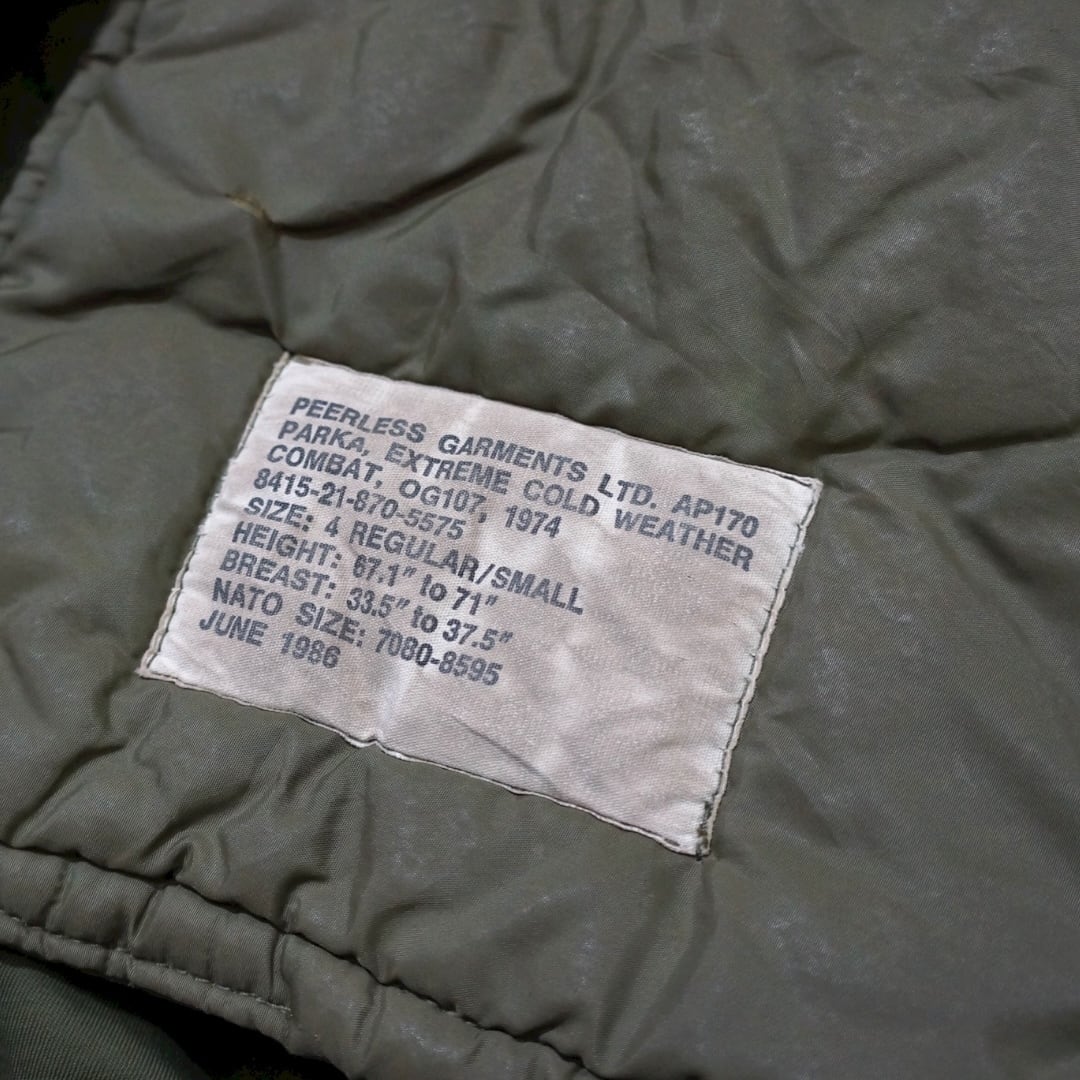 PEERLESS GARMENTS LTD. AP170
PARKA, EXTREME COLD WEATHER
COMBAT, OG107, 1974
8415-21-870-5575
SIZE: 4 REGULAR/SMALL
HEIGHT: 67.1" to 71"
BREAST: 33.5" to 37.5"
NATO SIZE: 7080-8595
JUNE 1986